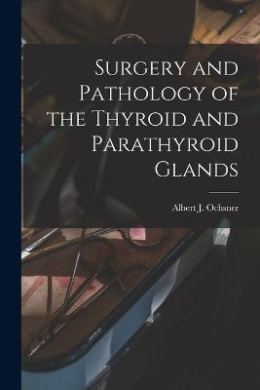 Surgery and
Pathology of
the Thyroid and
Parathyroid
Glands
Albert J. Ochsner